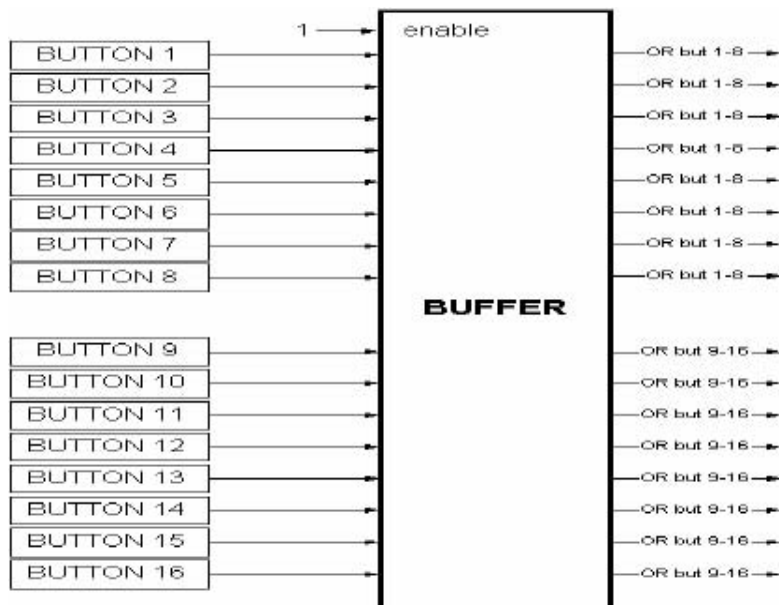 1 enable
BUTTON 1 OR but 1-8
BUTTON 2 OR but 1-8
BUTTON 3 OR but 1-8
BUTTON 4 OR but 1-8
BUTTON 5 OR but 1-8
BUTTON 6 OR but 1-8
BUTTON 7 OR but 1-8
BUTTON 8 OR but 1-8
BUFFER
BUTTON 9 OR but 9-16
BUTTON 10 OR but 9-16
BUTTON 11 OR but 9-16
BUTTON 12 OR but 9-16
BUTTON 13 OR but 9-16
BUTTON 14 OR but 9-16
BUTTON 15 OR but 9-16
BUTTON 16 OR but 9-16